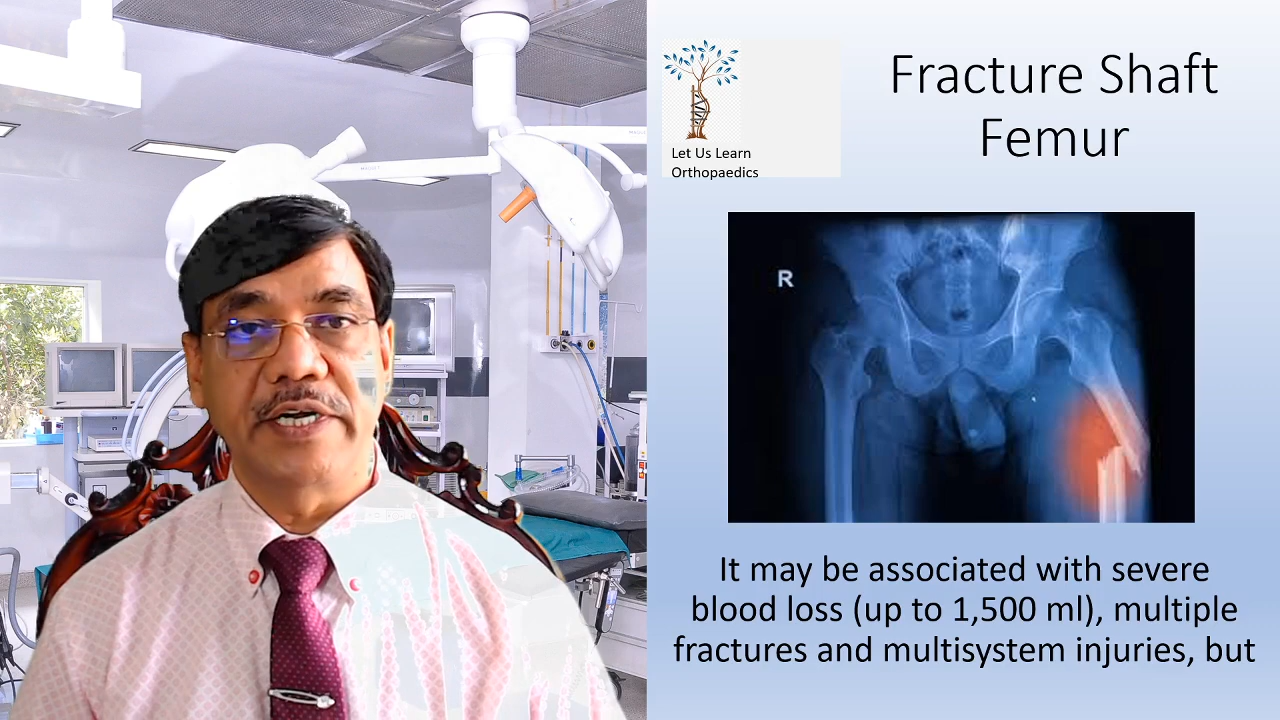 Fracture Shaft
Femur
Let Us Learn
Orthopaedics
R
It may be associated with severe
blood loss (up to 1,500 ml), multiple
fractures and multisystem injuries, but